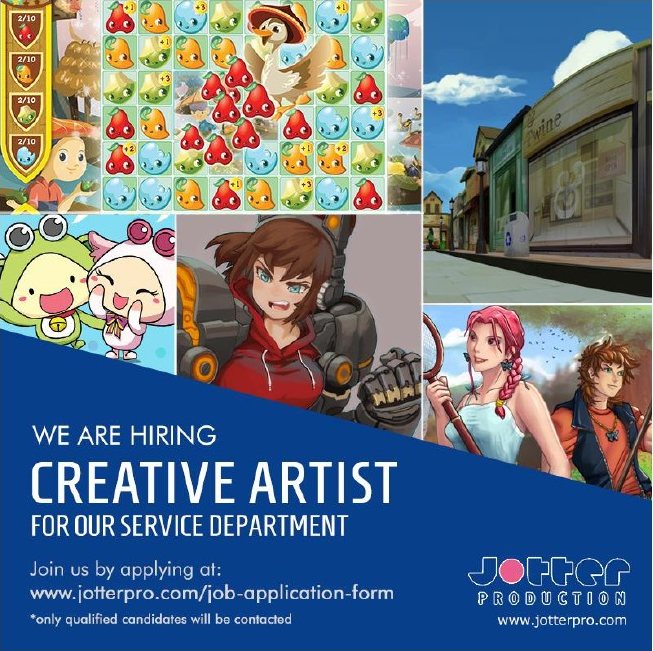 2/10
2/10
2/10
2/10
+1
+1
+3
+3
+2
+1
+2
+1
+3
twine
WE ARE HIRING
CREATIVE ARTIST
FOR OUR SERVICE DEPARTMENT
Join us by applying at:
www.jotterpro.com/job-application-form
*only qualified candidates will be contacted
Jotter
PRODUCTION
www.jotterpro.com